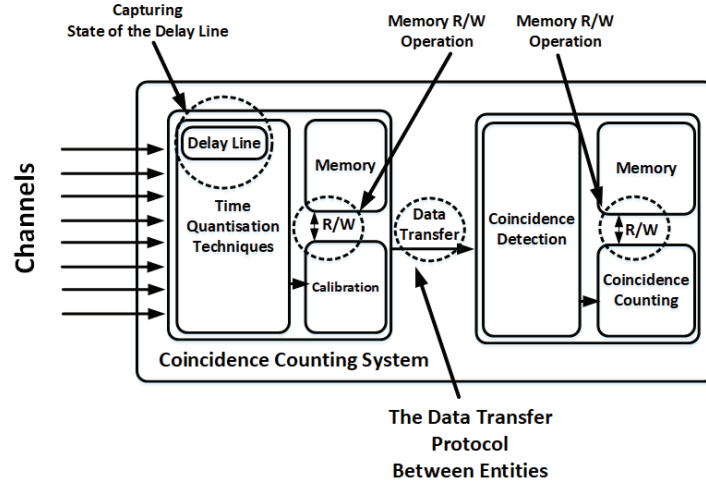 Capturing
State of the Delay Line
Memory R/W
Operation
Memory R/W
Operation
Channels
Delay Line
Time
Quantisation
Techniques
Memory
R/W
Calibration
Data
Transfer
Coincidence
Detection
Memory
R/W
Coincidence
Counting
Coincidence Counting System
The Data Transfer
Protocol
Between Entities